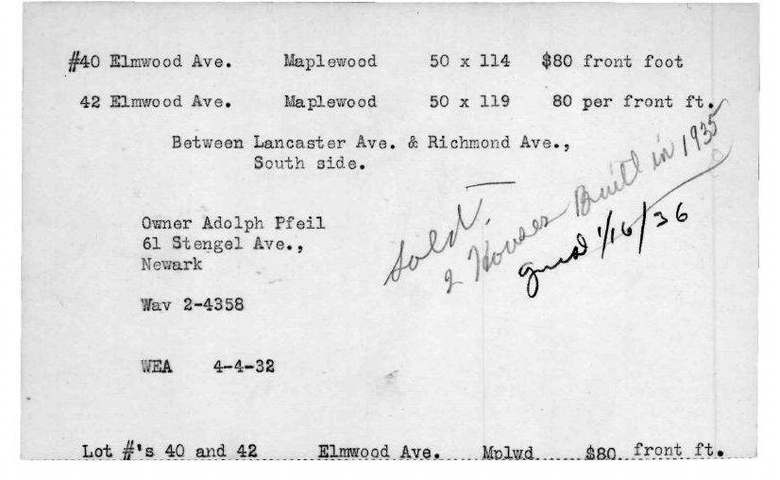 #40 Elmwood Ave. Maplewood 50 x 114 $80 front foot
42 Elmwood Ave. Maplewood 50 x 119 80 per front ft.
Between Lancaster Ave. & Richmond Ave.,
South side.
Sold.
2 Houses Built in 1935
1/16/36
Owner Adolph Pfeil
61 Stengel Ave.,
Newark
Wav 2-4358
WEA 4-4-32
Lot #'s 40 and 42 Elmwood Ave. Mplwd $80 front ft.